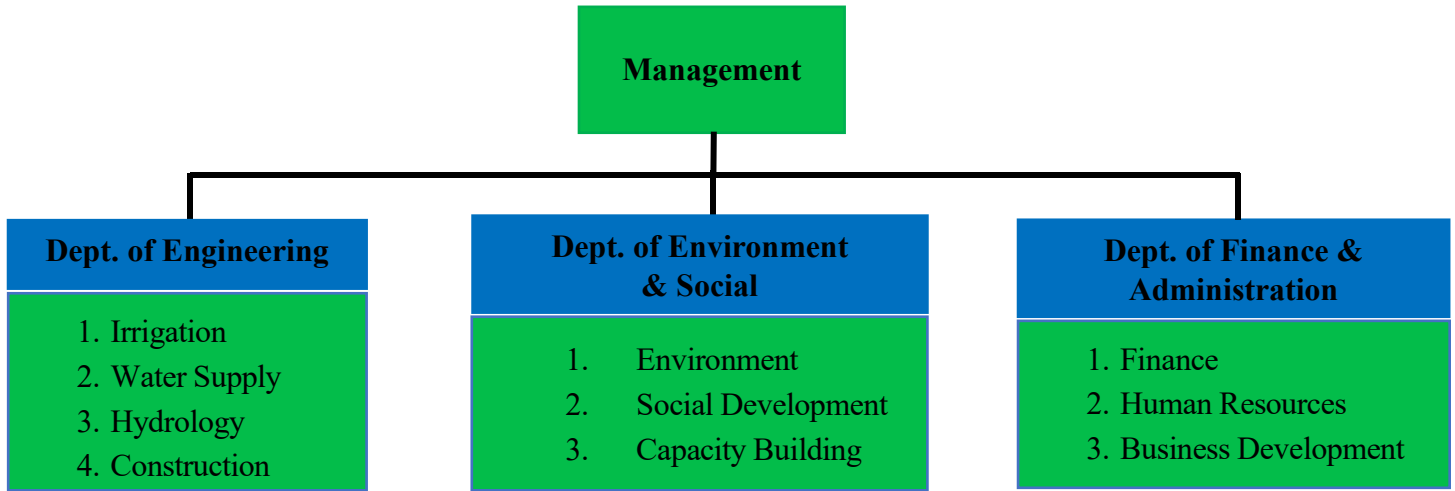 Management
Dept. of Engineering
1. Irrigation
2. Water Supply
3. Hydrology
4. Construction
Dept. of Environment
& Social
1. Environment
2. Social Development
3. Capacity Building
Dept. of Finance &
Administration
1. Finance
2. Human Resources
3. Business Development